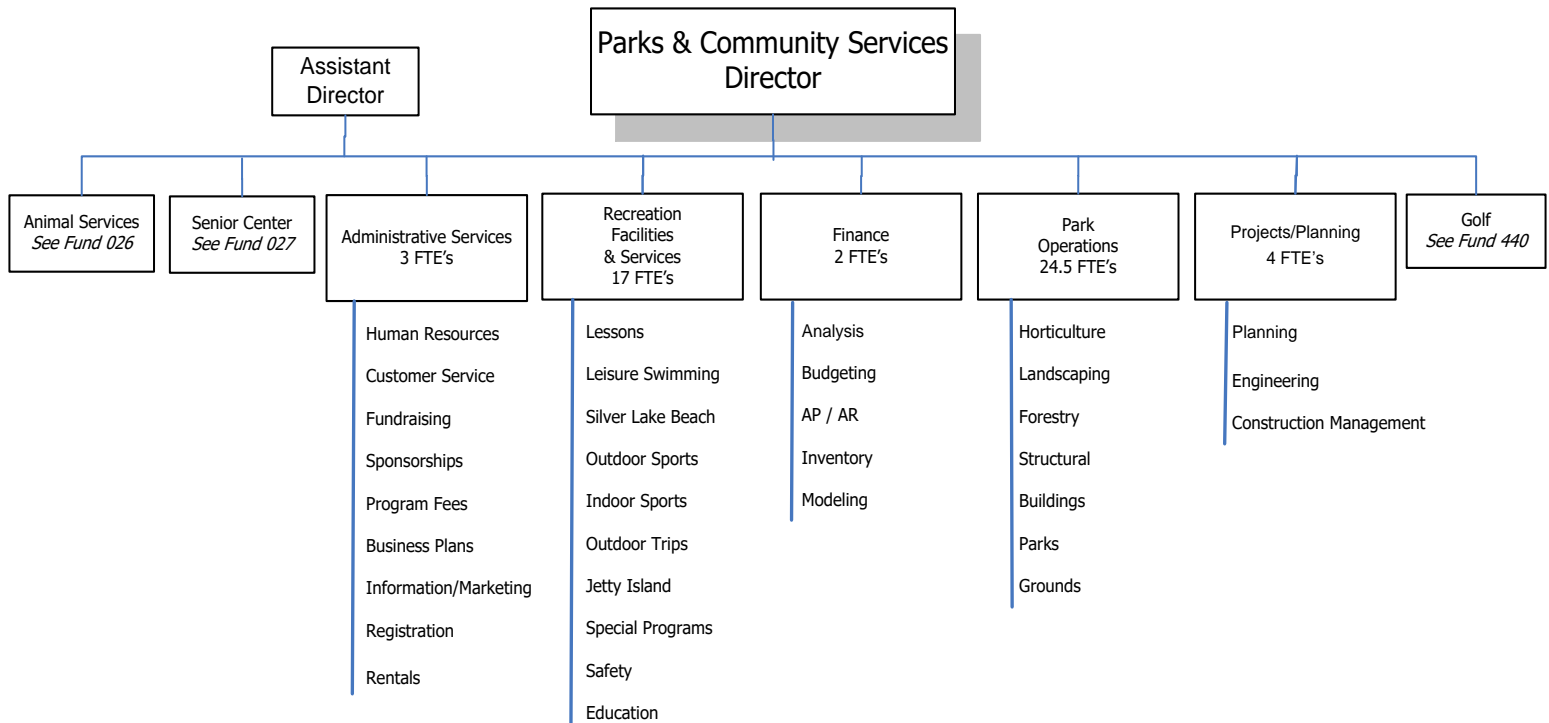 Parks & Community Services
Director
Assistant
Director
Animal Services
See Fund 026
Senior Center
See Fund 027
Administrative Services
3 FTE's
Recreation
Facilities
& Services
17 FTE's
Finance
2 FTE's
Park
Operations
24.5 FTE's
Projects/Planning
4 FTE's
Golf
See Fund 440
Human Resources
Customer Service
Fundraising
Sponsorships
Program Fees
Business Plans
Information/Marketing
Registration
Rentals
Lessons
Leisure Swimming
Silver Lake Beach
Outdoor Sports
Indoor Sports
Outdoor Trips
Jetty Island
Special Programs
Safety
Education
Analysis
Budgeting
AP / AR
Inventory
Modeling
Horticulture
Landscaping
Forestry
Structural
Buildings
Parks
Grounds
Planning
Engineering
Construction Management